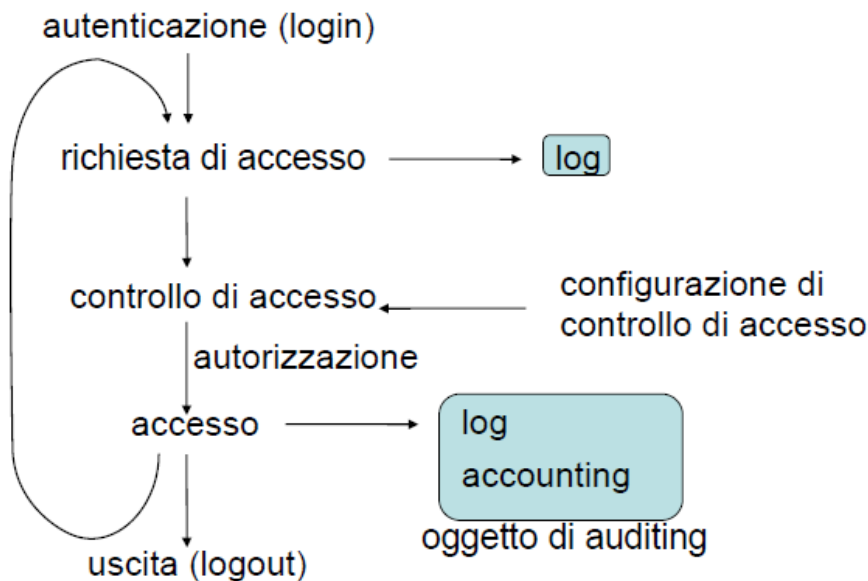 autenticazione (login)
richiesta di accesso
log
controllo di accesso
configurazione di
controllo di accesso
autorizzazione
accesso
log
accounting
oggetto di auditing
uscita (logout)